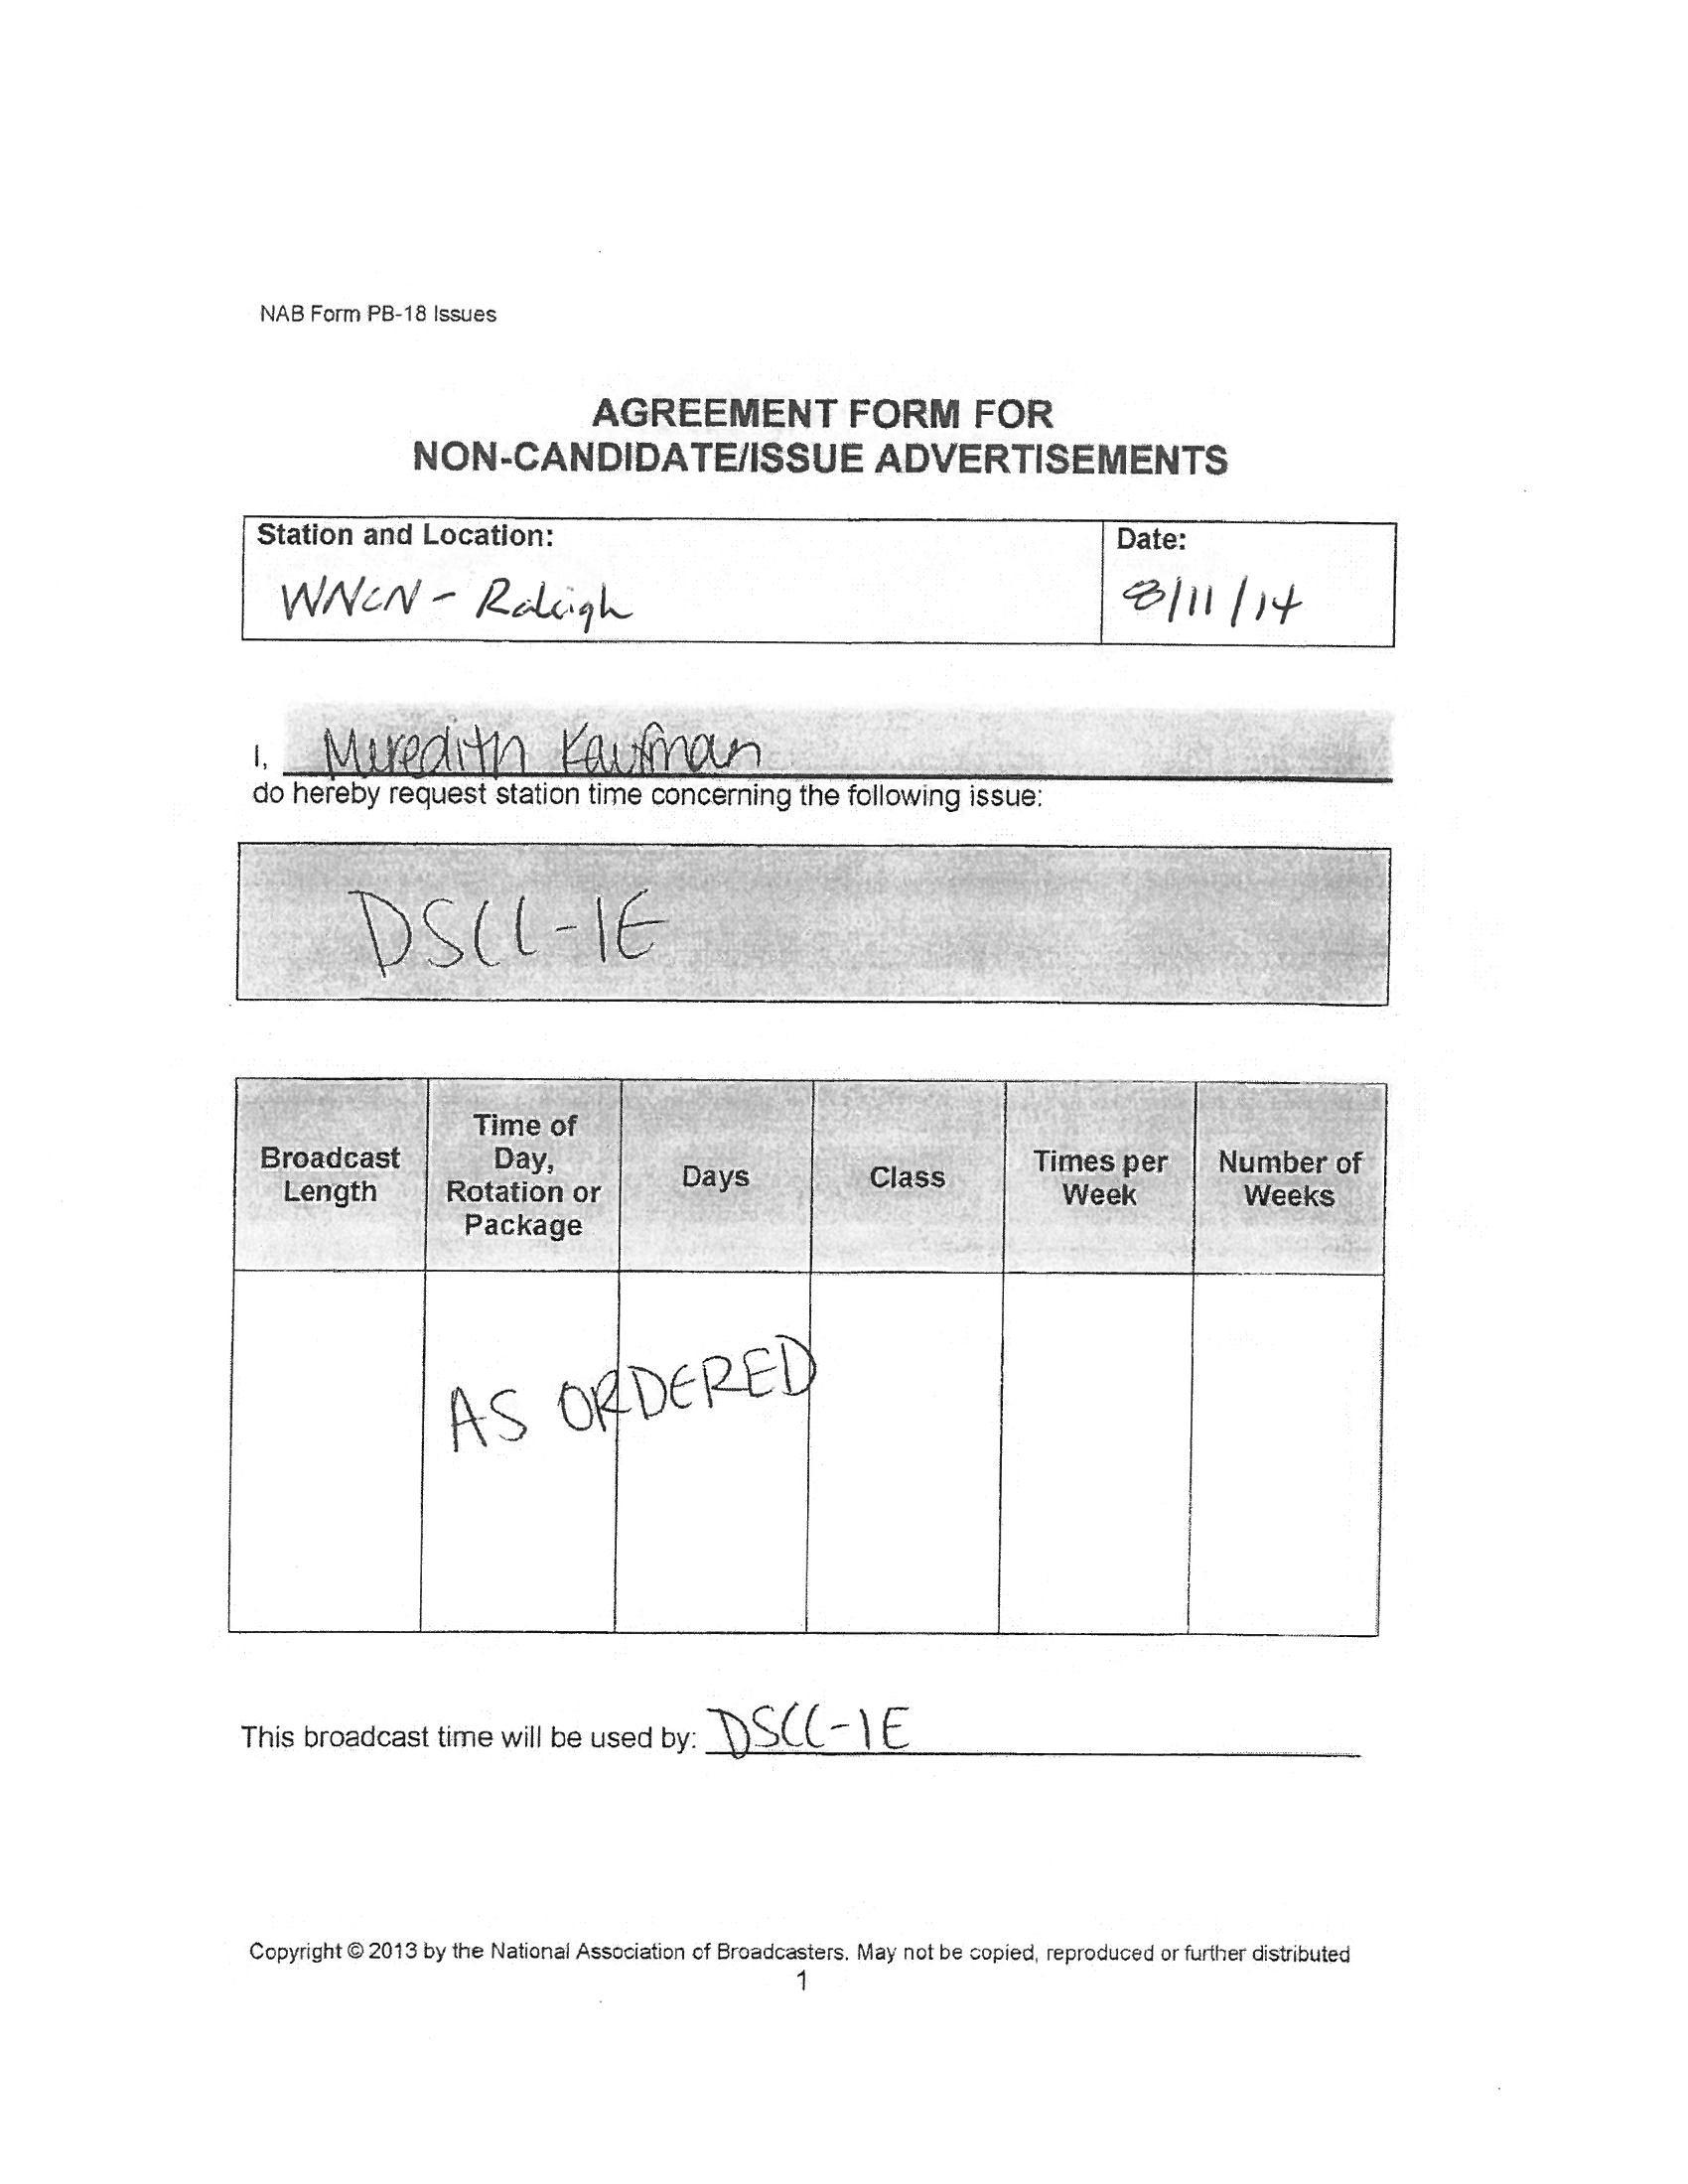 NAB Form PB-18 Issues
AGREEMENT FORM FOR
NON-CANDIDATE/ISSUE ADVERTISEMENTS
Station and Location:
Date:
WNCN - Raleigh
8/11/14
I, Meredith Kaufman
do hereby request station time concerning the following issue:
DSCC-IE
Broadcast Length
Time of Day, Rotation or Package
Days
Class
Times per Week
Number of Weeks
AS ORDERED
This broadcast time will be used by: DSCC-IE
Copyright © 2013 by the National Association of Broadcasters. May not be copied, reproduced or further distributed
1